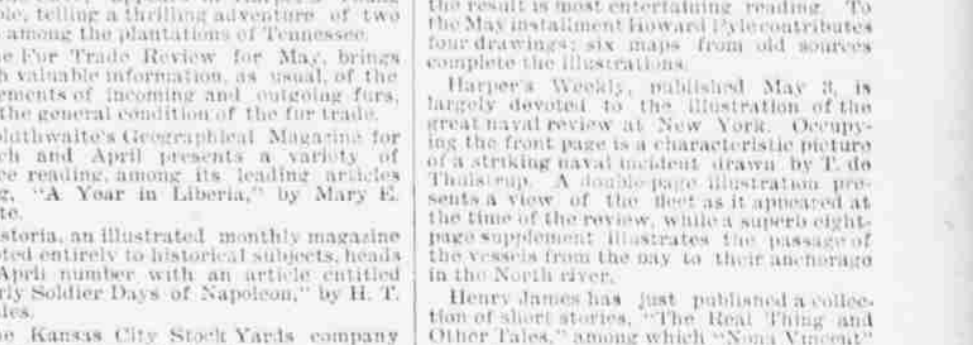 ple, telling a thrilling adventure of two
among the plantations of Tennessee.
e Fur Trade Review for May, brings
h valuable information, as usual, of the
ements of incoming and outgoing furs,
the general condition of the fur trade.
ldthwaite's Geographical Magazine for
ch and April presents a variety of
ce reading, among its leading articles
g, "A Year in Liberia," by Mary E.
te.
storia, an illustrated monthly magazine
oted entirely to historical subjects, heads
April number with an article entitled
rly Soldier Days of Napoleon," by H. T.
les.
e Kansas City Stock Yards company
the result is most entertaining reading. To
the May installment Howard Pyle contributes
four drawings; six maps from old sources
complete the illustrations.
Harper's Weekly, published May 3, is
largely devoted to the illustration of the
great naval review at New York. Occupy-
ing the front page is a characteristic picture
of a striking naval incident drawn by T. de
Thulstrup. A double-page illustration pre-
sents a view of the fleet as it appeared at
the time of the review, while a superb eight-
page supplement illustrates the passage of
the vessels from the bay to their anchorage
in the North river.
Henry James has just published a collec-
tion of short stories, "The Real Thing and
Other Tales," among which "Nona Vincent"